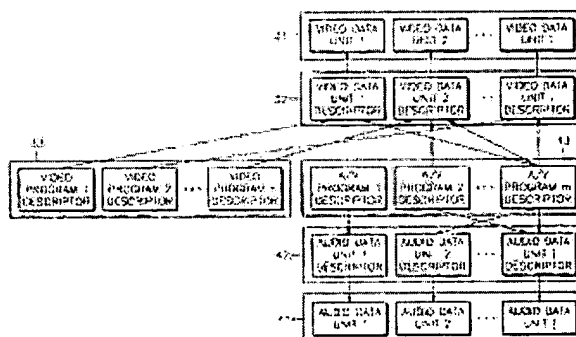 VIDEO DATA UNIT 1
VIDEO DATA UNIT 2
...
VIDEO DATA UNIT
VIDEO DATA UNIT 1 DESCRIPTOR
VIDEO DATA UNIT 2 DESCRIPTOR
...
VIDEO DATA UNIT DESCRIPTOR
VIDEO PROGRAM 1 DESCRIPTOR
VIDEO PROGRAM 2 DESCRIPTOR
...
VIDEO PROGRAM DESCRIPTOR
A/V PROGRAM 1 DESCRIPTOR
A/V PROGRAM 2 DESCRIPTOR
...
A/V PROGRAM m DESCRIPTOR
AUDIO DATA UNIT 1 DESCRIPTOR
AUDIO DATA UNIT 2 DESCRIPTOR
...
AUDIO DATA UNIT DESCRIPTOR
AUDIO DATA UNIT 1
AUDIO DATA UNIT 2
...
AUDIO DATA UNIT